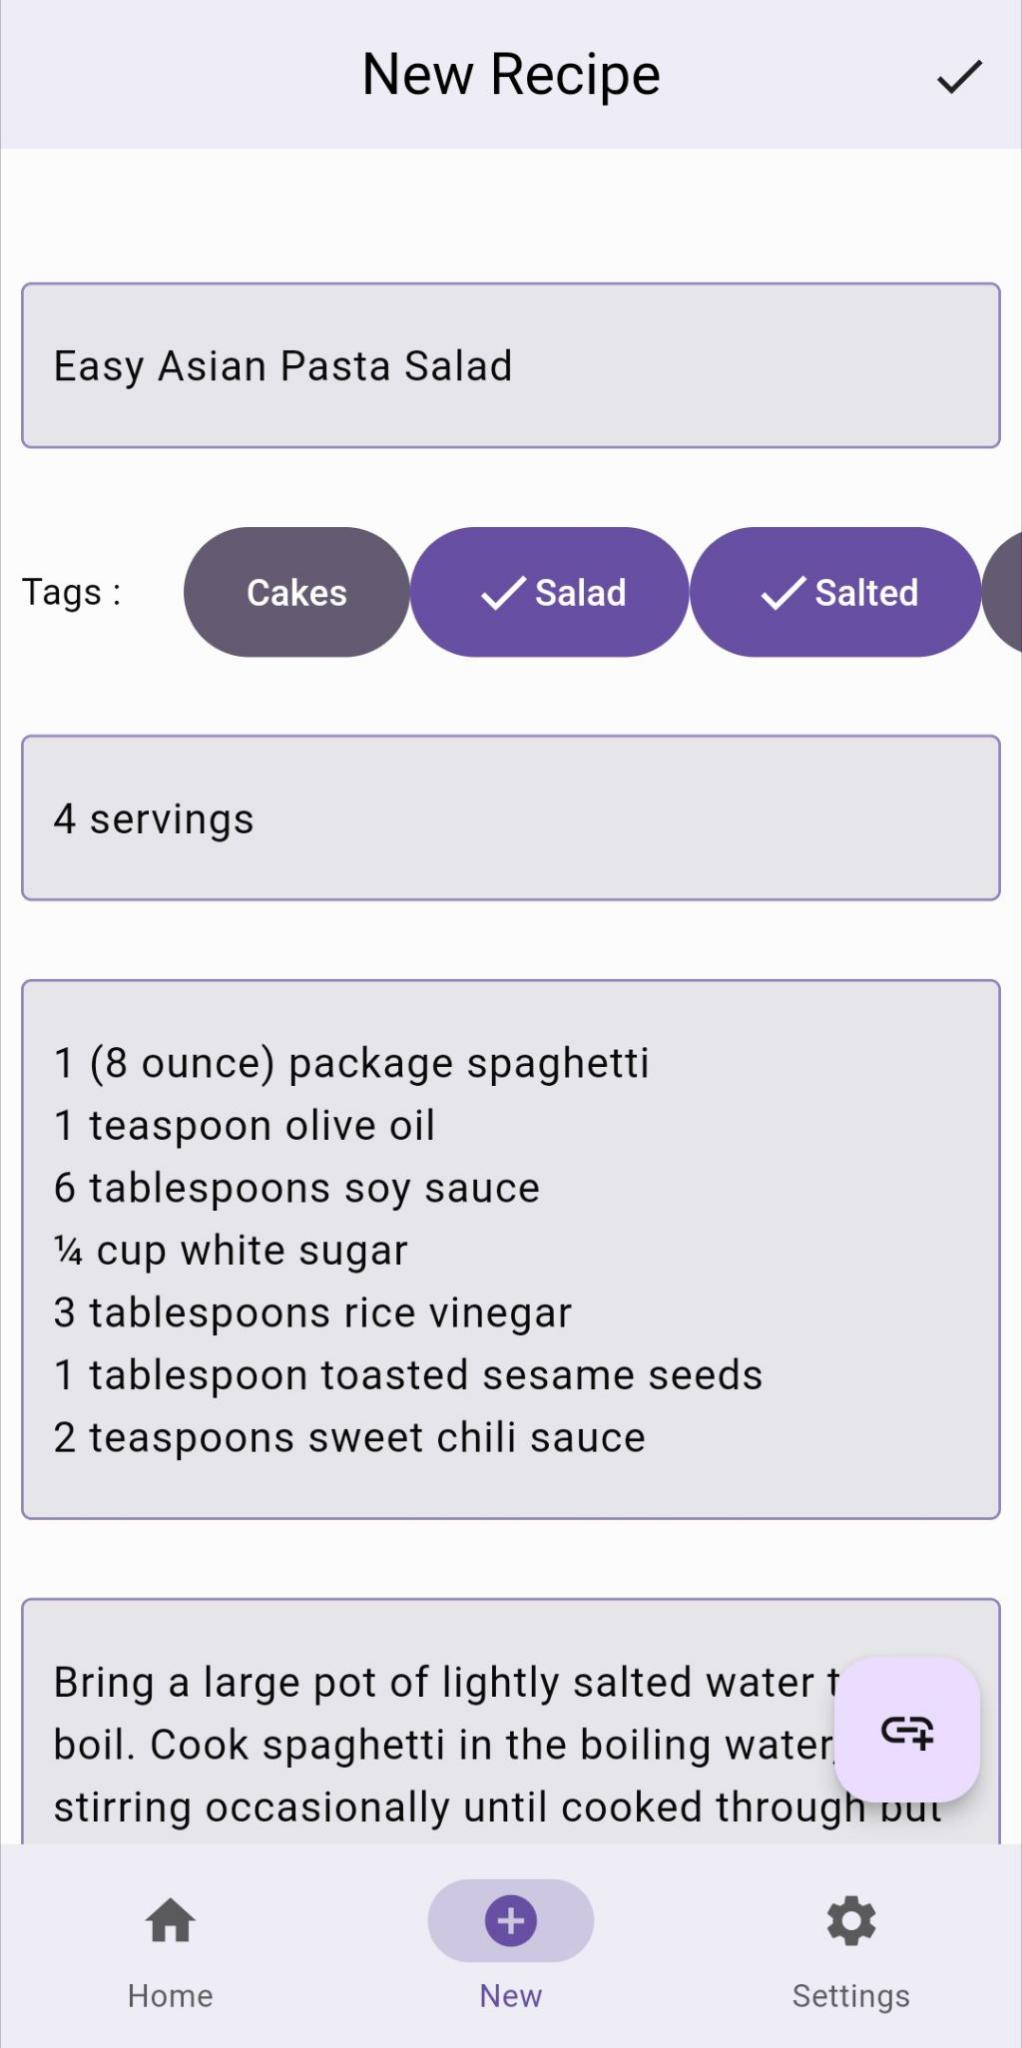 New Recipe
Easy Asian Pasta Salad
Tags :
Cakes
Salad
Salted
4 servings
1 (8 ounce) package spaghetti
1 teaspoon olive oil
6 tablespoons soy sauce
¼ cup white sugar
3 tablespoons rice vinegar
1 tablespoon toasted sesame seeds
2 teaspoons sweet chili sauce
Bring a large pot of lightly salted water
boil. Cook spaghetti in the boiling water,
stirring occasionally until cooked through but
Home
New
Settings